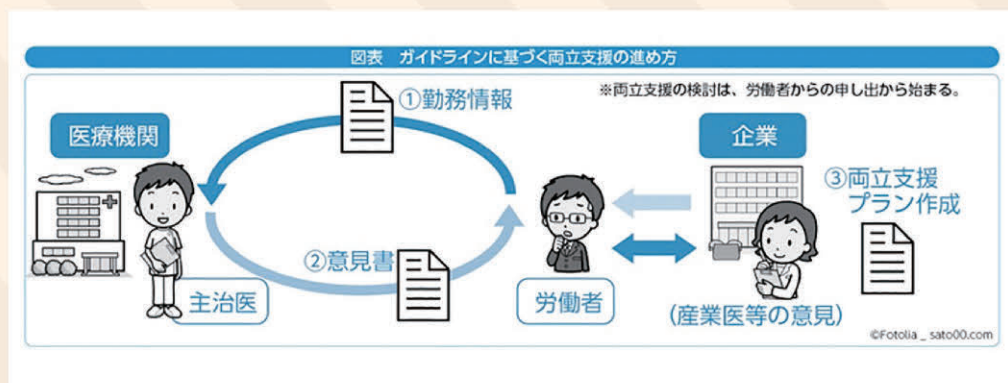 図表　ガイドラインに基づく両立支援の進め方
※両立支援の検討は、労働者からの申し出から始まる。
①勤務情報
医療機関
企業
③両立支援
プラン作成
②意見書
主治医
労働者
(産業医等の意見)
©Fotolia _ sato00.com